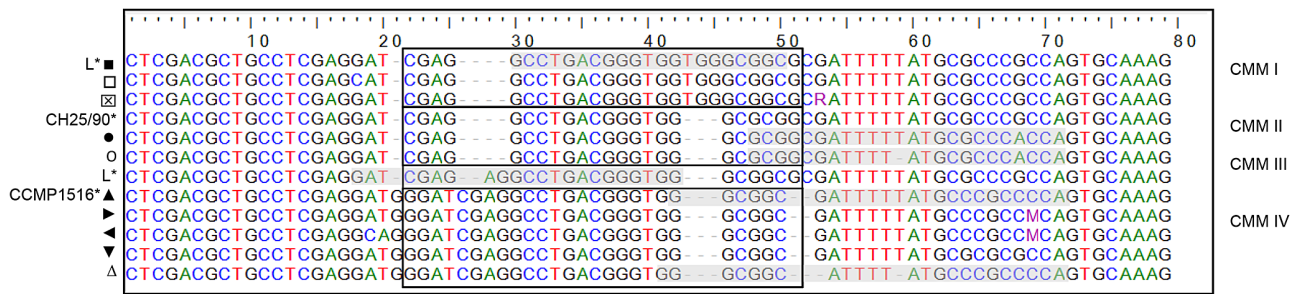 10 20 30 40 50 60 70 80
L* CTCGACGCTGCCTCGAGGAT-CGAG----GCCTGACGGGTGGTGGGCGGCGCGATTTTTATGCGCCCGCCAGTGCAAAG CMM I
CTCGACGCTGCCTCGAGCAT-CGAG----GCCTGACGGGTGGTGGGCGGCGCGATTTTTATGCGCCCGCCAGTGCAAAG
CTCGACGCTGCCTCGAGGAT-CGAG----GCCTGACGGGTGGTGGGCGGCGCRATTTTTATGCGCCCGCCAGTGCAAAG
CH25/90* CTCGACGCTGCCTCGAGGAT-CGAG----GCCTGACGGGTGG---GCGCGGCGATTTTTATGCGCCCGCCAGTGCAAAG CMM II
CTCGACGCTGCCTCGAGGAT-CGAG----GCCTGACGGGTGG---GCGCGGCGATTTTTATGCGCCCACCAGTGCAAAG
CTCGACGCTGCCTCGAGGAT-CGAG----GCCTGACGGGTGG---GCGCGGCGATTTT-ATGCGCCCACCAGTGCAAAG CMM III
L* CTCGACGCTGCCTCGAGGAT-CGAG--AGGCCTGACGGGTGG---GCGGCGCGATTTTTATGCGCCCGCCAGTGCAAAG
CCMP1516* CTCGACGCTGCCTCGAGGATGGGATCGAGGCCTGACGGGTGG---GCGGC--GATTTTTATGCCCGCCCCAGTGCAAAG
CTCGACGCTGCCTCGAGGATGGGATCGAGGCCTGACGGGTGG---GCGGC--GATTTTTATGCCCGCCMCAGTGCAAAG CMM IV
CTCGACGCTGCCTCGAGGCAGGGATCGAGGCCTGACGGGTGG---GCGGC--GATTTTTATGCCCGCCMCAGTGCAAAG
CTCGACGCTGCCTCGAGGATGGGATCGAGGCCTGACGGGTGG---GCGGC--GATTTTTATGCCCGCCCCAGTGCAAAG
CTCGACGCTGCCTCGAGGATGGGATCGAGGCCTGACGGGTGG---GCGGC---ATTTT-ATGCCCGCCCCAGTGCAAAG